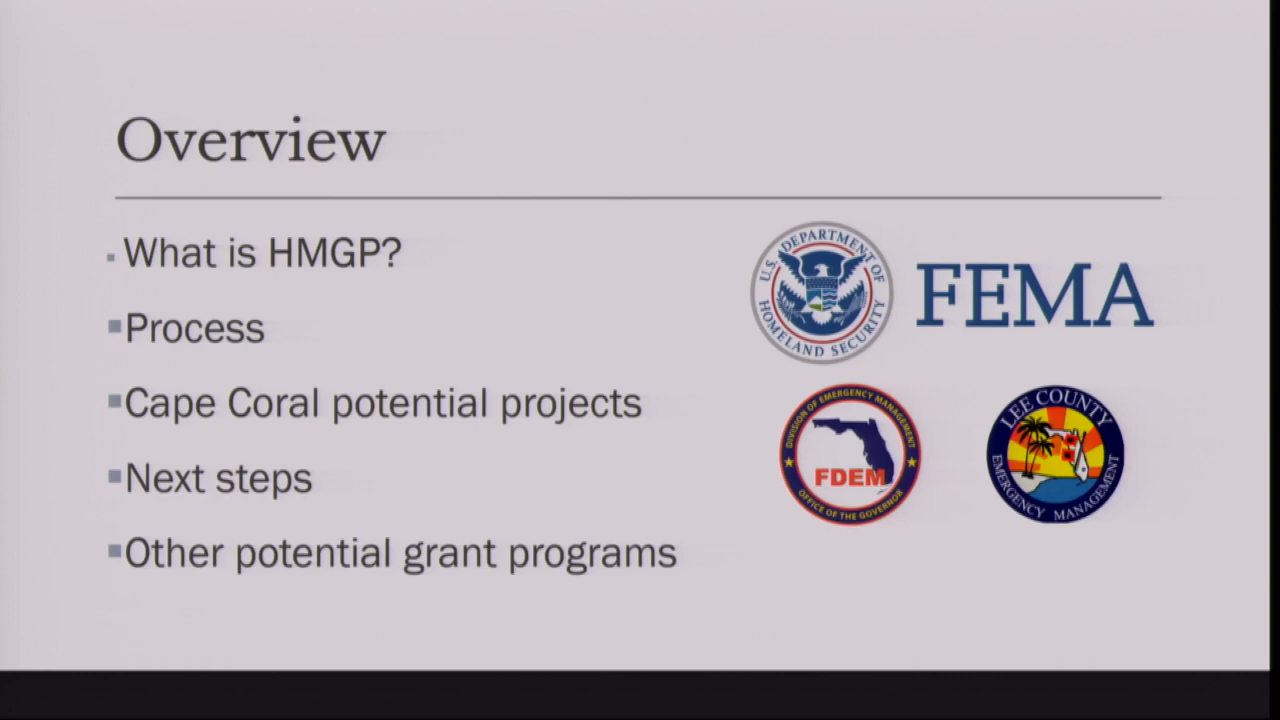 Overview
What is HMGP?
Process
Cape Coral potential projects
Next steps
Other potential grant programs
U.S. DEPARTMENT OF
HOMELAND SECURITY
FEMA
DIVISION OF EMERGENCY MANAGEMENT
FDEM
OFFICE OF THE GOVERNOR
LEE COUNTY
EMERGENCY MANAGEMENT